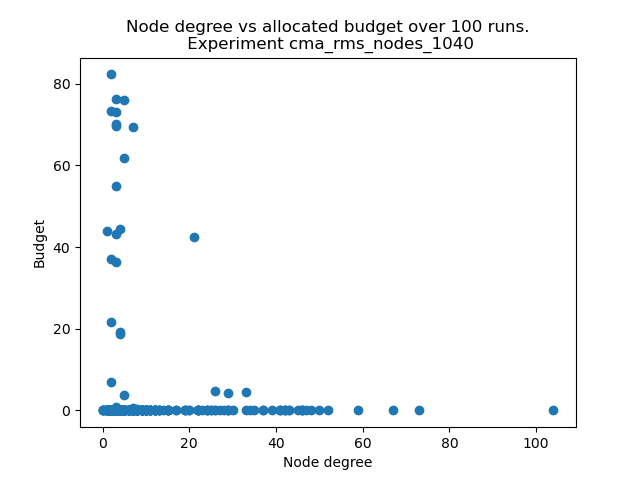 Node degree vs allocated budget over 100 runs.
Experiment cma_rms_nodes_1040
80
60
40
20
0
Budget
0 20 40 60 80 100
Node degree